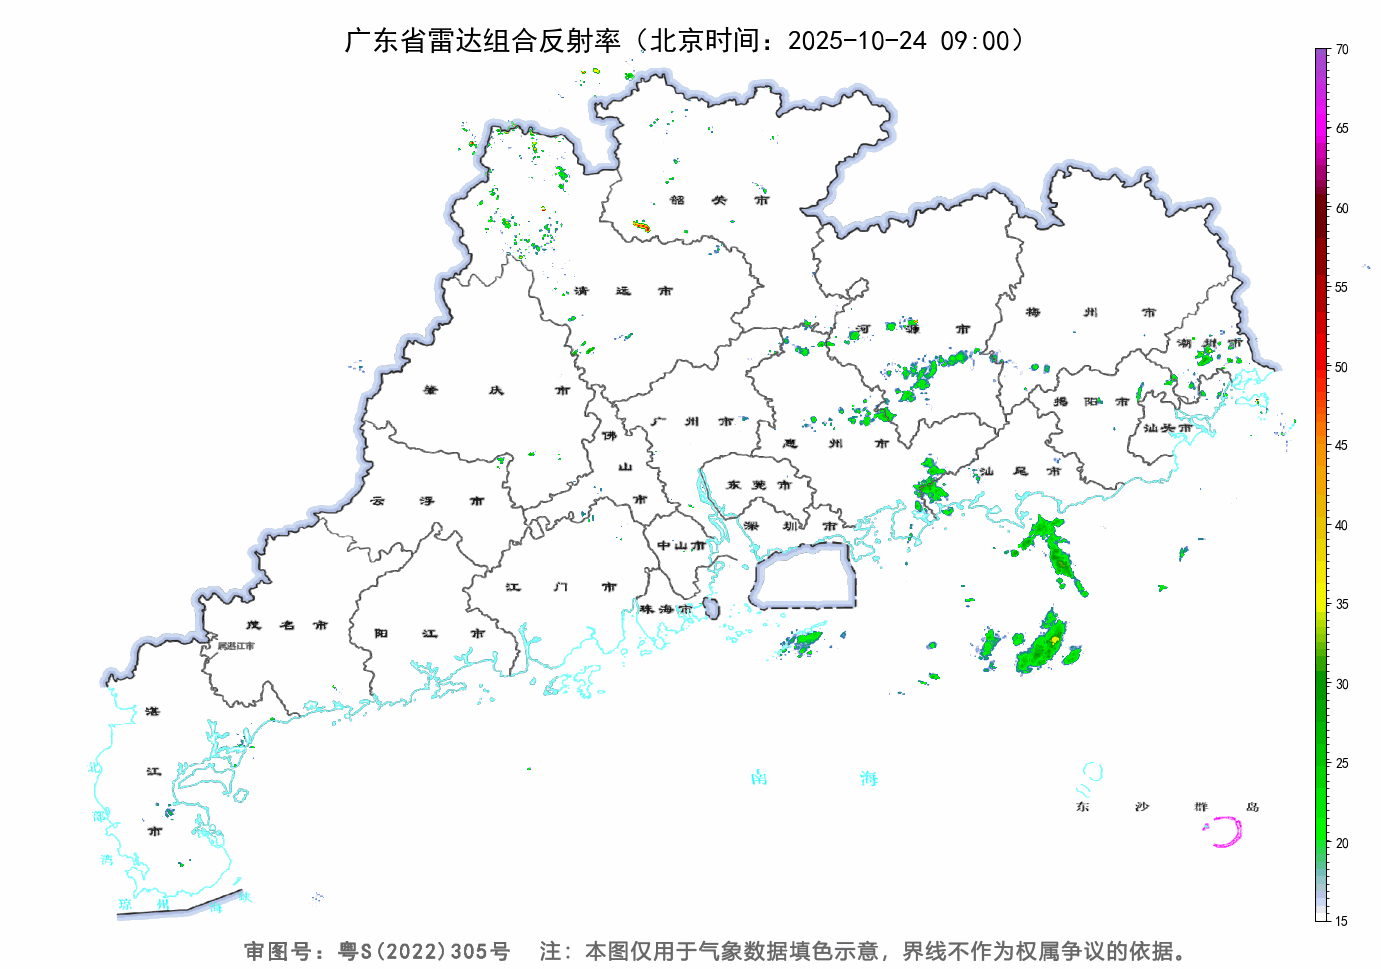 广东省雷达组合反射率（北京时间：2025-10-24 09:00）
70
65
60
55
50
45
40
35
30
25
20
15
韶关市
清远市
河源市
梅州市
潮州市
肇庆市
广州市
惠州市
揭阳市
汕头市
佛山市
云浮市
东莞市
汕尾市
深圳市
中山市
江门市
珠海市
茂名市
阳江市
属湛江市
湛江市
北部湾
南海
东沙群岛
琼州海峡
审图号：粤S(2022)305号 注：本图仅用于气象数据填色示意，界线不作为权属争议的依据。